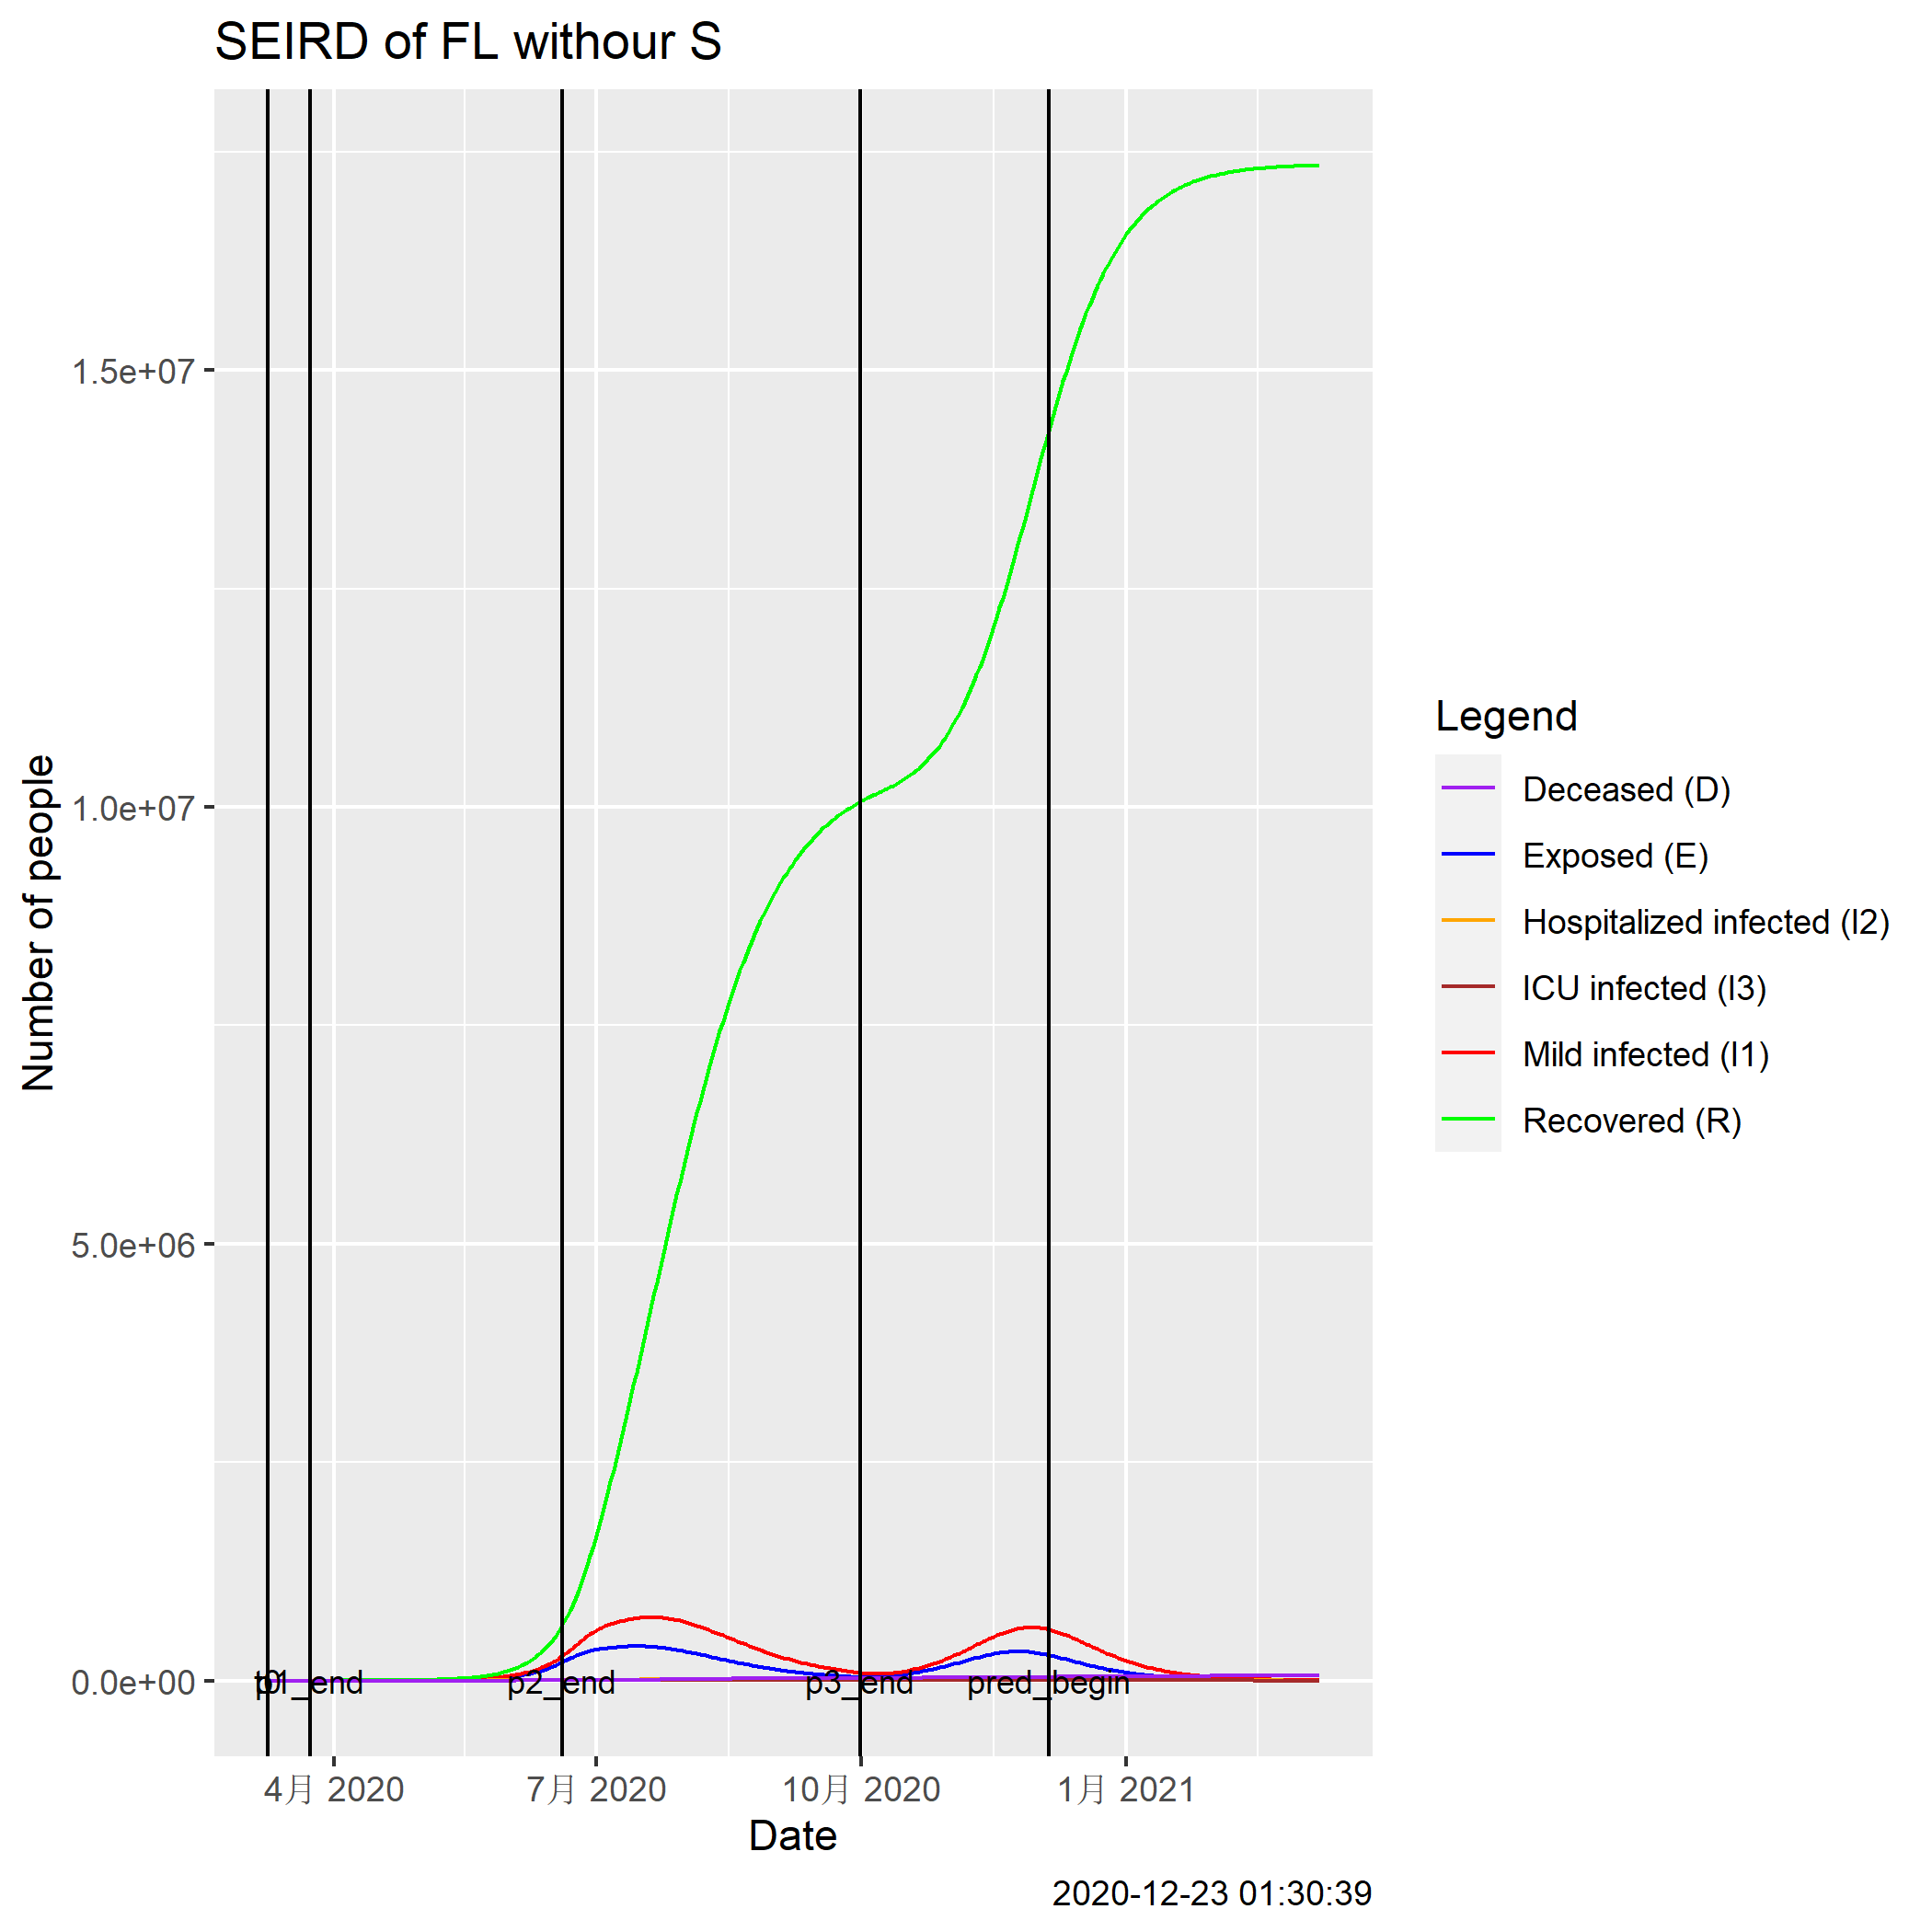 SEIRD of FL withour S
Number of people
1.5e+07
1.0e+07
5.0e+06
0.0e+00
t0
p1_end
p2_end
p3_end
pred_begin
4月 2020
7月 2020
10月 2020
1月 2021
Date
Legend
Deceased (D)
Exposed (E)
Hospitalized infected (I2)
ICU infected (I3)
Mild infected (I1)
Recovered (R)
2020-12-23 01:30:39